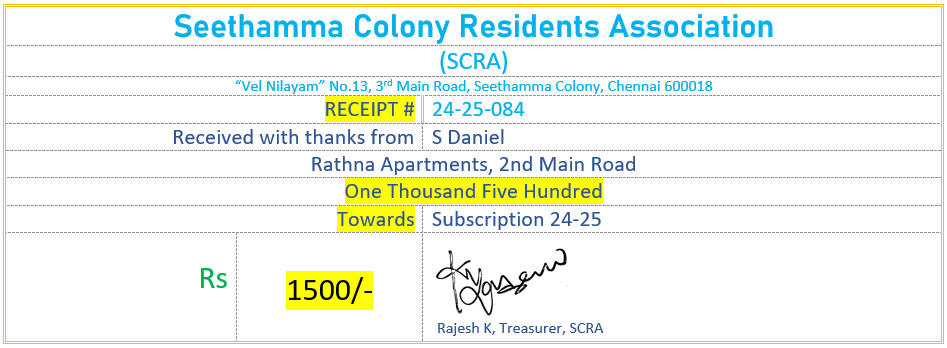 Seethamma Colony Residents Association
(SCRA)
“Vel Nilayam” No.13, 3rd Main Road, Seethamma Colony, Chennai 600018
RECEIPT # 24-25-084
Received with thanks from S Daniel
Rathna Apartments, 2nd Main Road
One Thousand Five Hundred
Towards Subscription 24-25
Rs 1500/-
Rajesh K, Treasurer, SCRA